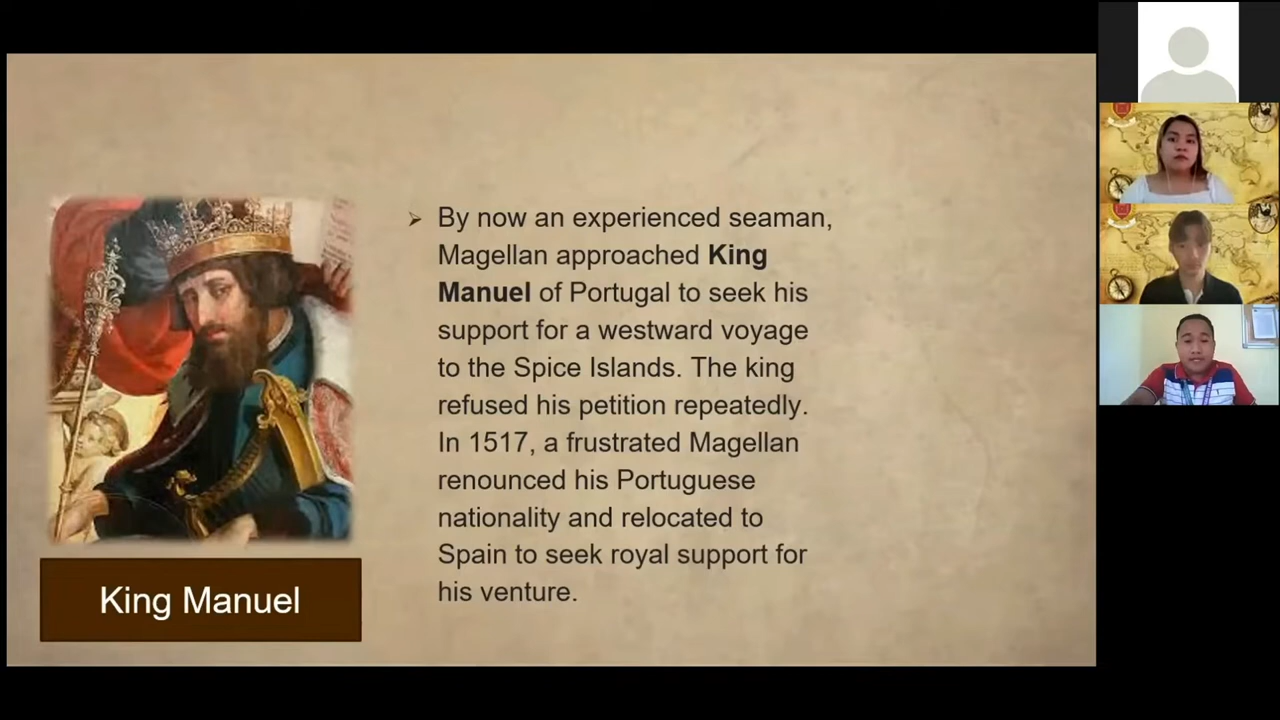 ➢ By now an experienced seaman,
Magellan approached King
Manuel of Portugal to seek his
support for a westward voyage
to the Spice Islands. The king
refused his petition repeatedly.
In 1517, a frustrated Magellan
renounced his Portuguese
nationality and relocated to
Spain to seek royal support for
his venture.
King Manuel